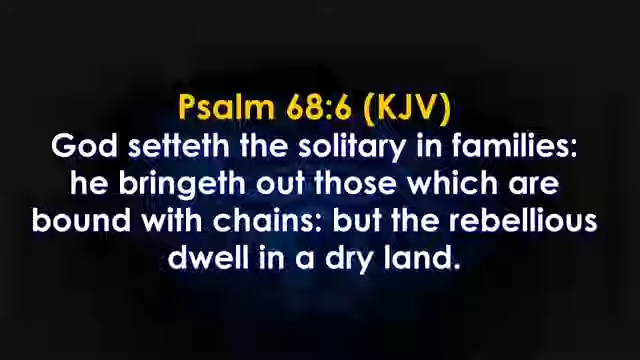 Psalm 68:6 (KJV)
God setteth the solitary in families:
he bringeth out those which are
bound with chains: but the rebellious
dwell in a dry land.